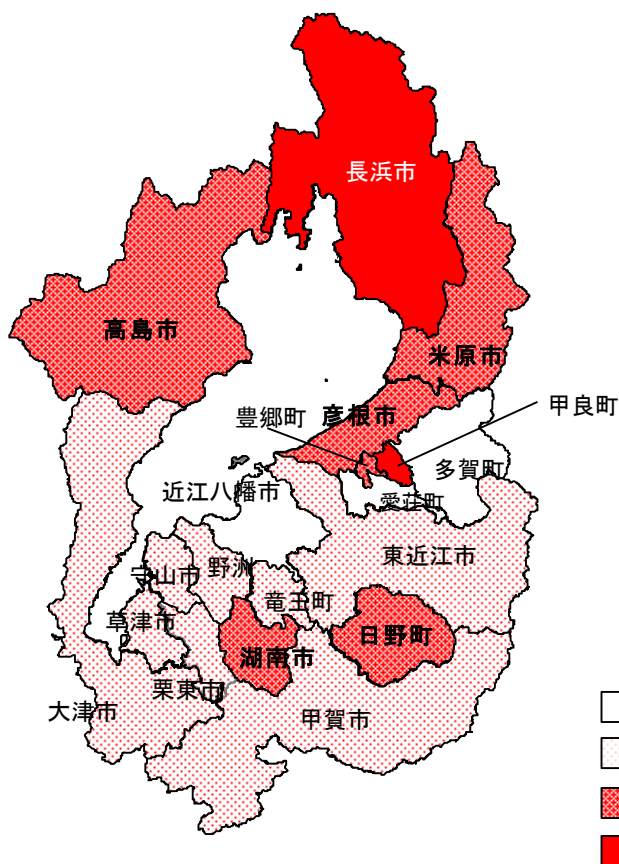 長浜市
高島市
米原市
豊郷町
彦根市
甲良町
多賀町
近江八幡市
愛荘町
東近江市
守山市
野洲
竜王町
草津市
日野町
湖南市
栗東市
大津市
甲賀市